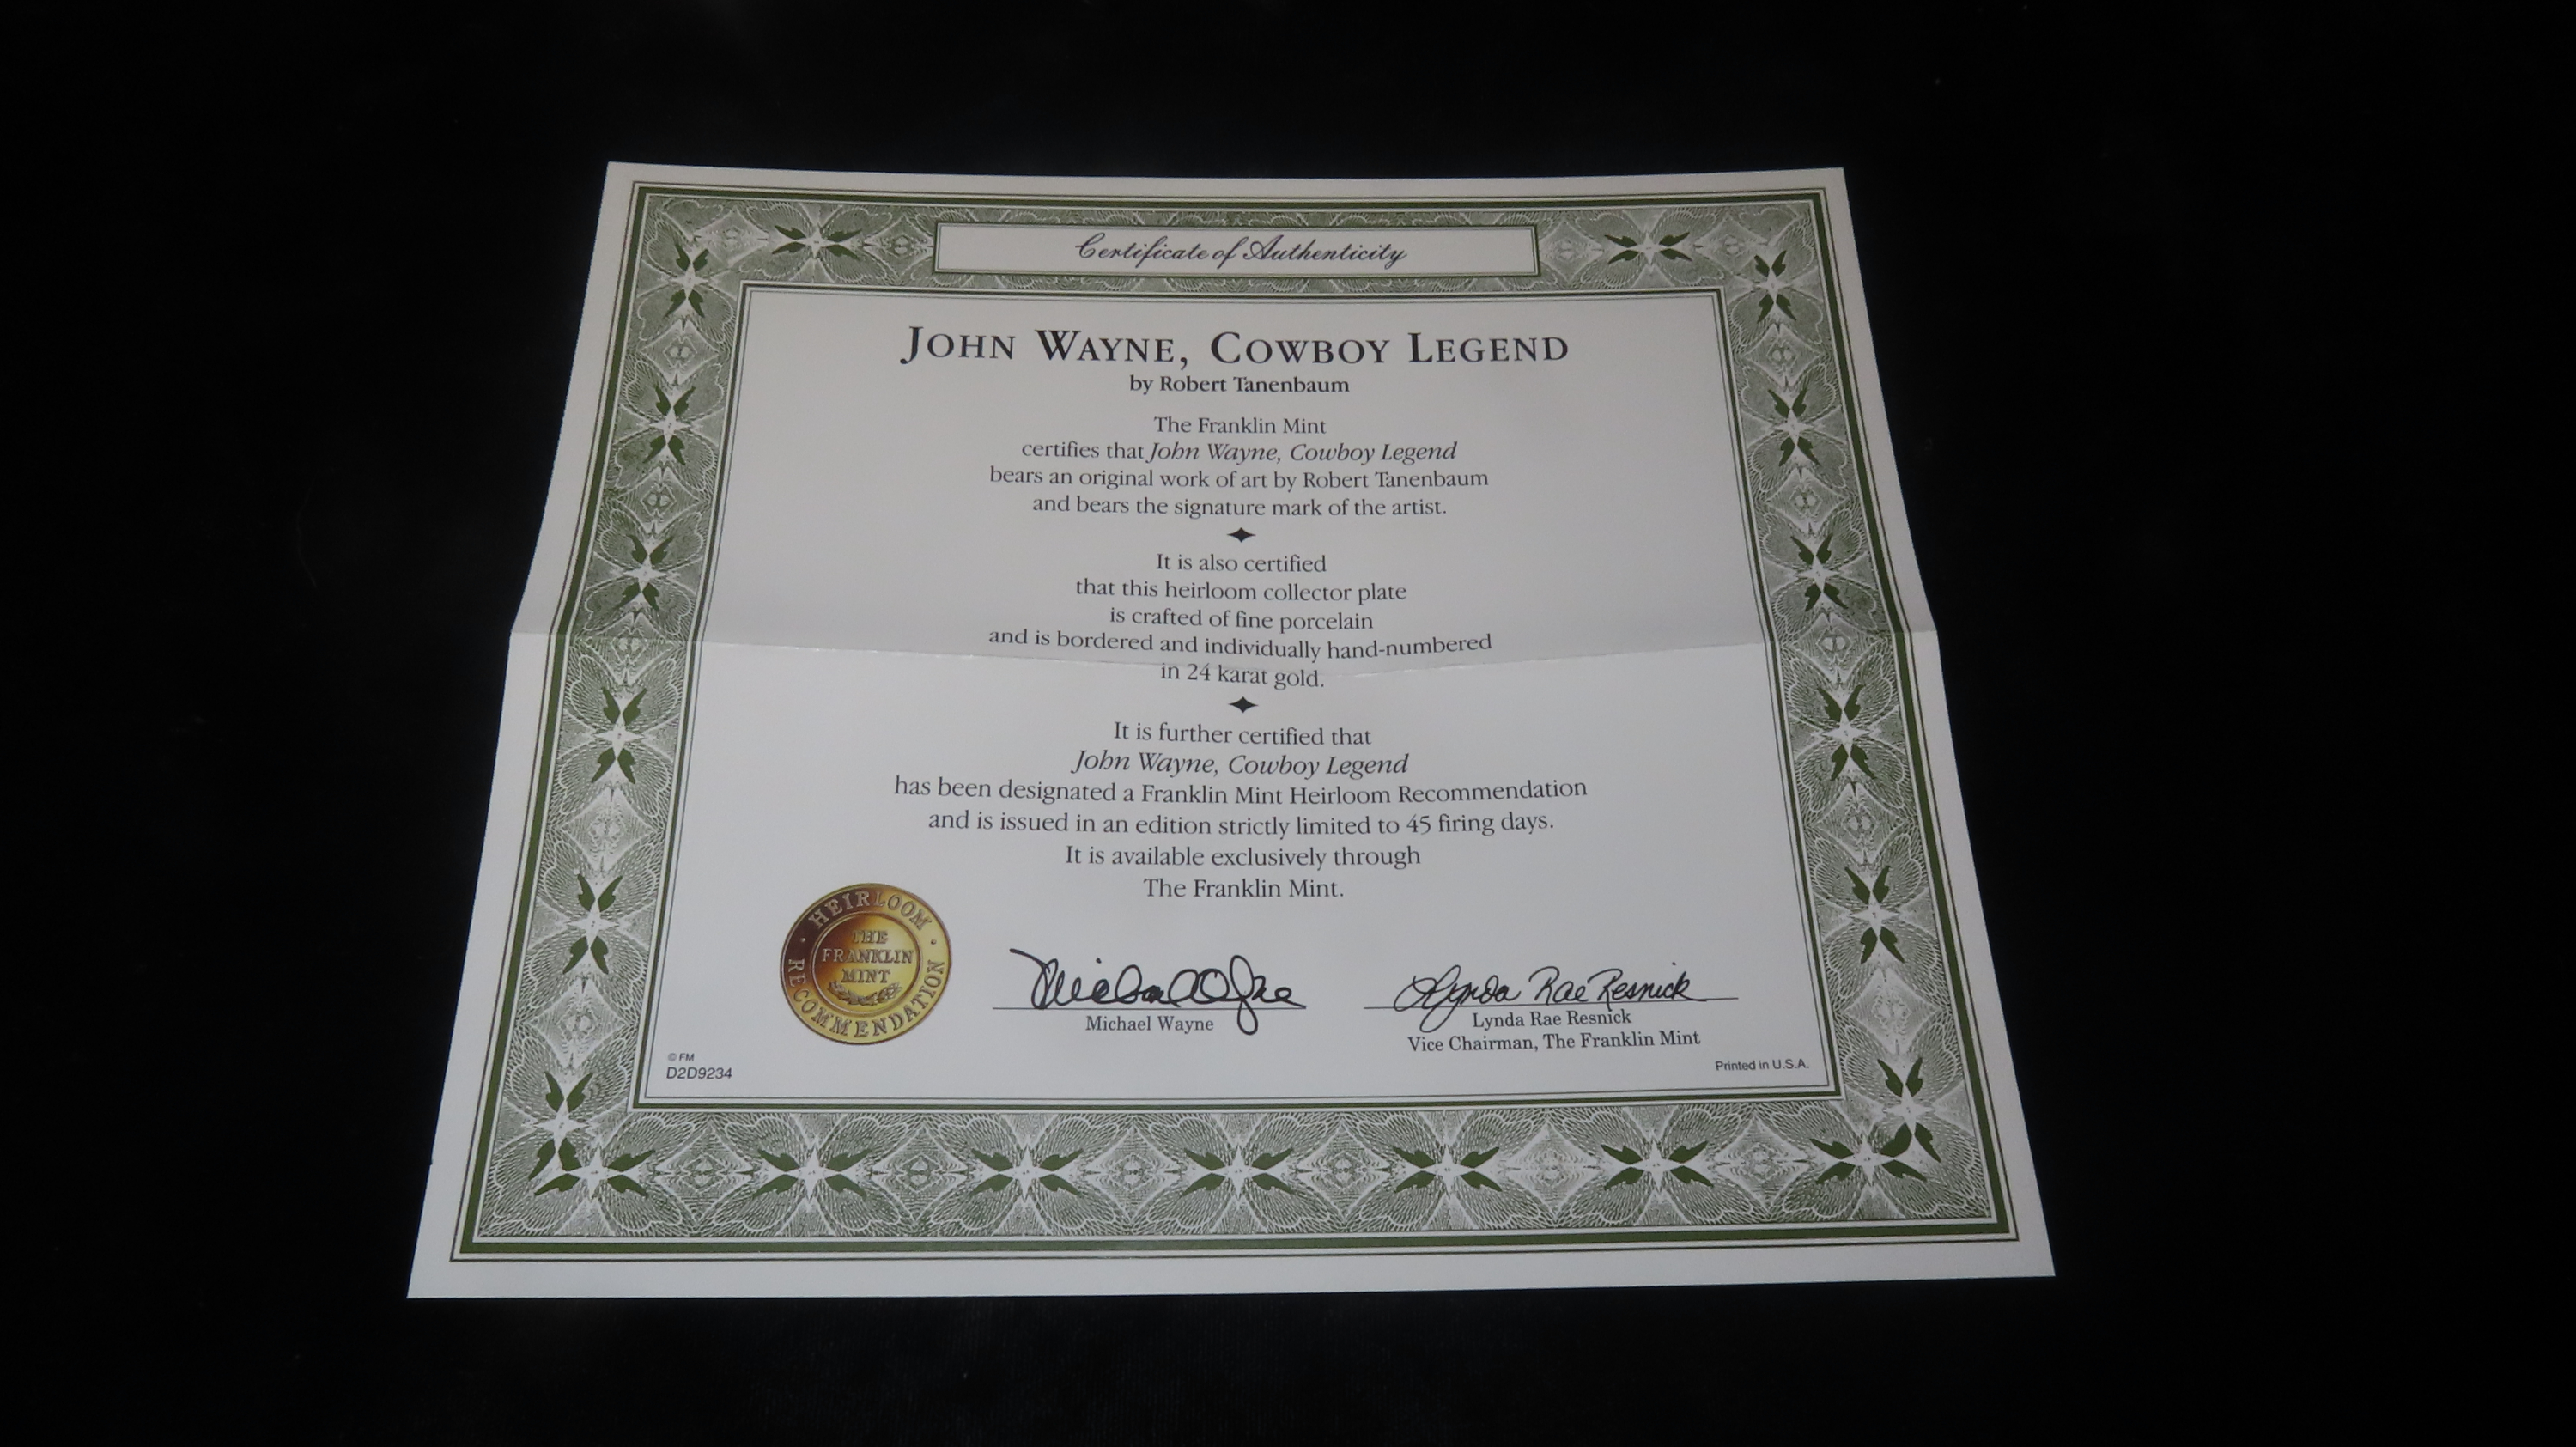 Certificate of Authenticity
JOHN WAYNE, COWBOY LEGEND
by Robert Tanenbaum
The Franklin Mint
certifies that John Wayne, Cowboy Legend
bears an original work of art by Robert Tanenbaum
and bears the signature mark of the artist.
It is also certified
that this heirloom collector plate
is crafted of fine porcelain
and is bordered and individually hand-numbered
in 24 karat gold.
It is further certified that
John Wayne, Cowboy Legend
has been designated a Franklin Mint Heirloom Recommendation
and is issued in an edition strictly limited to 45 firing days.
It is available exclusively through
The Franklin Mint.
HEIRLOOM
RECOMMENDATION
THE
FRANKLIN
MINT
Michael Wayne
Michael Wayne
Lynda Rae Resnick
Lynda Rae Resnick
Vice Chairman, The Franklin Mint
© FM
D2D9234
Printed in U.S.A.